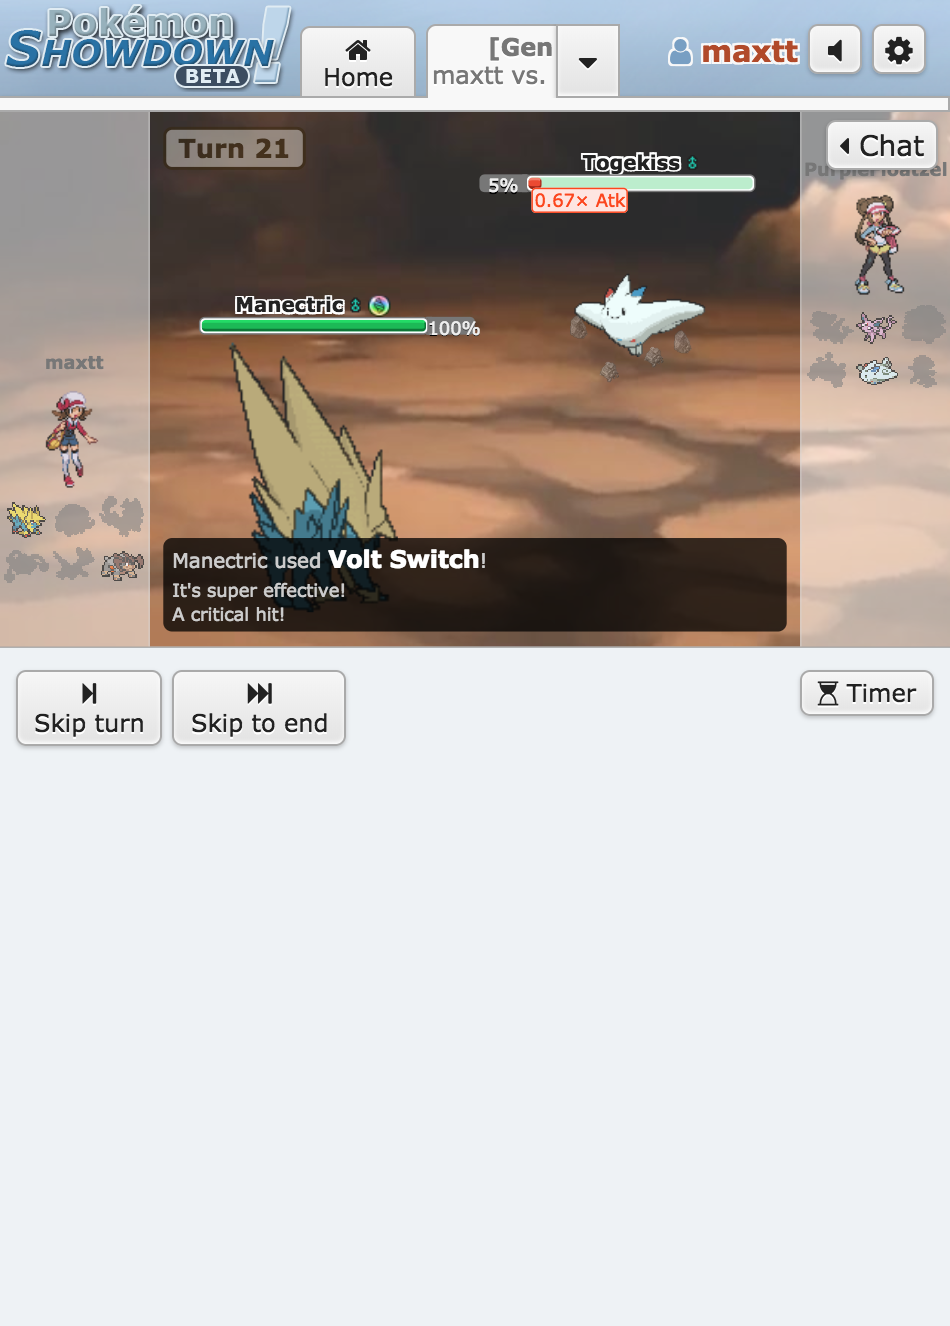 Pokémon
SHOWDOWN!
BETA
Home
[Gen
maxtt vs.
maxtt
Turn 21
Chat
Togekiss
5%
0.67× Atk
Manectric
100%
maxtt
Manectric used Volt Switch!
It's super effective!
A critical hit!
Skip turn
Skip to end
Timer